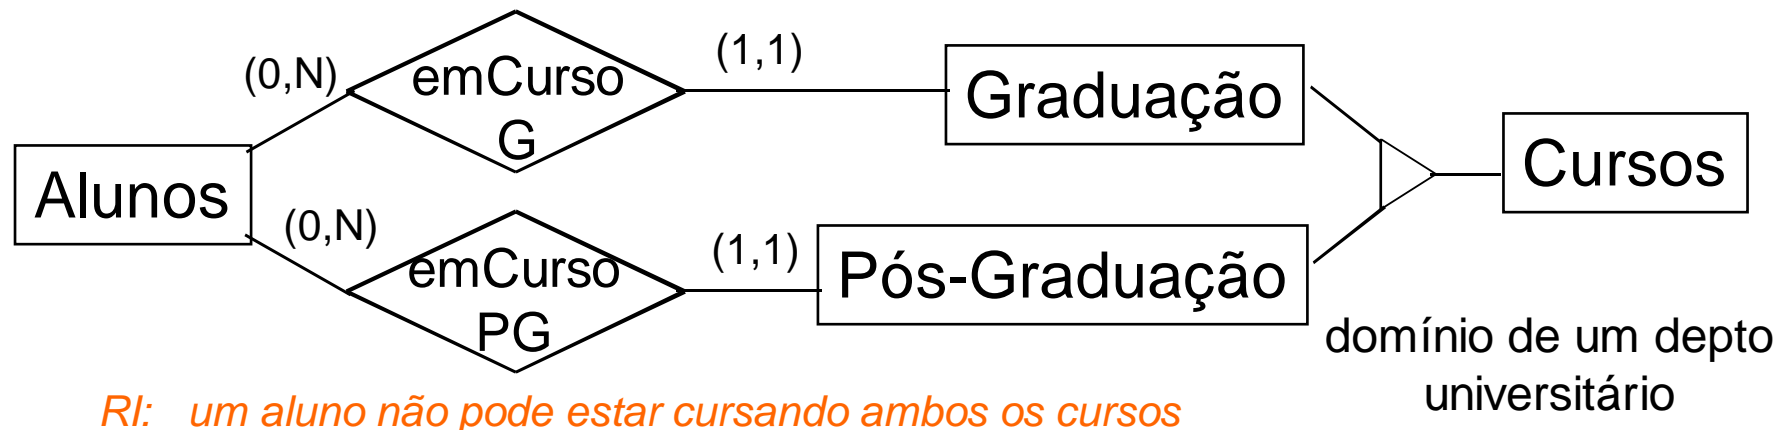 (0,N)
emCurso
G
(1,1)
Graduação
Cursos
Alunos
(0,N)
emCurso
PG
(1,1)
Pós-Graduação
domínio de um depto
universitário
RI: um aluno não pode estar cursando ambos os cursos